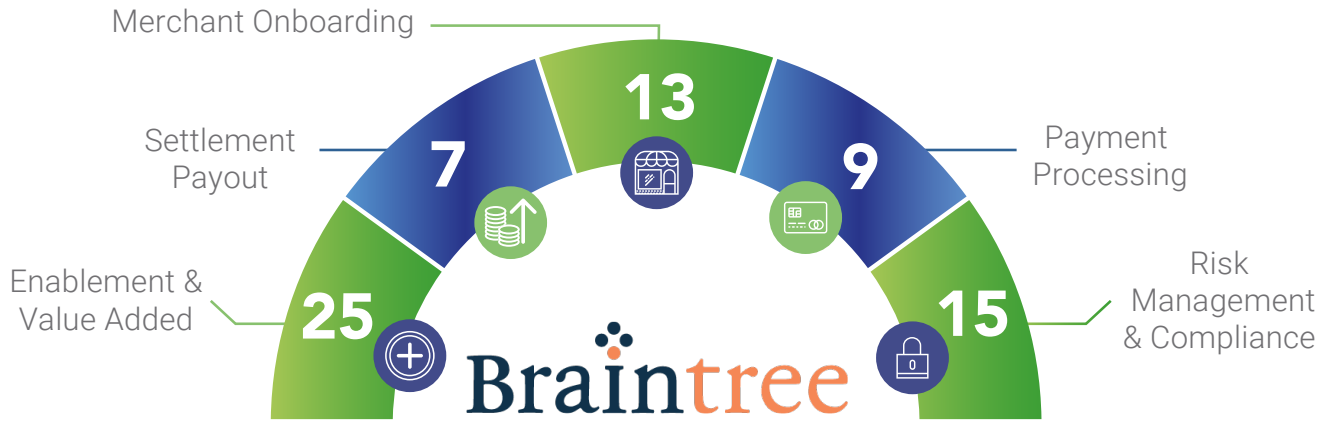 Merchant Onboarding
13
Settlement
Payout
7
9
Payment
Processing
Enablement &
Value Added
25
15
Risk
Management
& Compliance
Braintree